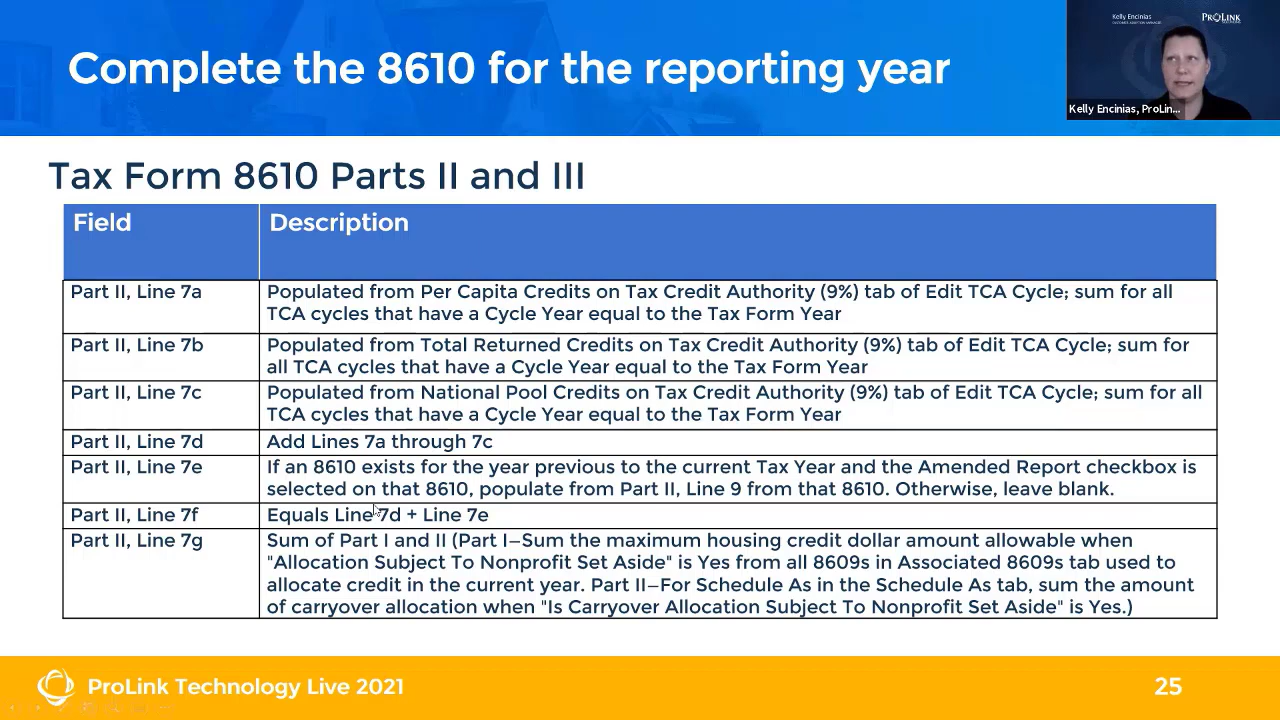 Complete the 8610 for the reporting year
Kelly Encinias
PROLINK
Kelly Encinias, ProLin...
Tax Form 8610 Parts II and III
Field Description
Part II, Line 7a Populated from Per Capita Credits on Tax Credit Authority (9%) tab of Edit TCA Cycle; sum for all
TCA cycles that have a Cycle Year equal to the Tax Form Year
Part II, Line 7b Populated from Total Returned Credits on Tax Credit Authority (9%) tab of Edit TCA Cycle; sum for
all TCA cycles that have a Cycle Year equal to the Tax Form Year
Part II, Line 7c Populated from National Pool Credits on Tax Credit Authority (9%) tab of Edit TCA Cycle; sum for all
TCA cycles that have a Cycle Year equal to the Tax Form Year
Part II, Line 7d Add Lines 7a through 7c
Part II, Line 7e If an 8610 exists for the year previous to the current Tax Year and the Amended Report checkbox is
selected on that 8610, populate from Part II, Line 9 from that 8610. Otherwise, leave blank.
Part II, Line 7f Equals Line 7d + Line 7e
Part II, Line 7g Sum of Part I and II (Part I—Sum the maximum housing credit dollar amount allowable when
"Allocation Subject To Nonprofit Set Aside" is Yes from all 8609s in Associated 8609s tab used to
allocate credit in the current year. Part II—For Schedule As in the Schedule As tab, sum the amount
of carryover allocation when "Is Carryover Allocation Subject To Nonprofit Set Aside" is Yes.)
ProLink Technology Live 2021
25